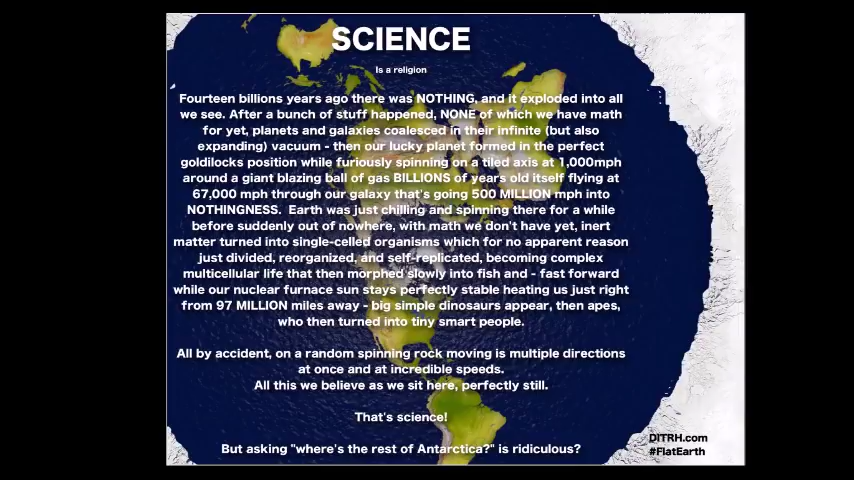 SCIENCE
Is a religion
Fourteen billions years ago there was NOTHING, and it exploded into all
we see. After a bunch of stuff happened, NONE of which we have math
for yet, planets and galaxies coalesced in their infinite (but also
expanding) vacuum - then our lucky planet formed in the perfect
goldilocks position while furiously spinning on a tiled axis at 1,000mph
around a giant blazing ball of gas BILLIONS of years old itself flying at
67,000 mph through our galaxy that's going 500 MILLION mph into
NOTHINGNESS. Earth was just chilling and spinning there for a while
before suddenly out of nowhere, with math we don't have yet, inert
matter turned into single-celled organisms which for no apparent reason
just divided, reorganized, and self-replicated, becoming complex
multicellular life that then morphed slowly into fish and - fast forward
while our nuclear furnace sun stays perfectly stable heating us just right
from 97 MILLION miles away - big simple dinosaurs appear, then apes,
who then turned into tiny smart people.
All by accident, on a random spinning rock moving is multiple directions
at once and at incredible speeds.
All this we believe as we sit here, perfectly still.
That's science!
But asking "where's the rest of Antarctica?" is ridiculous?
DITRH.com
#FlatEarth